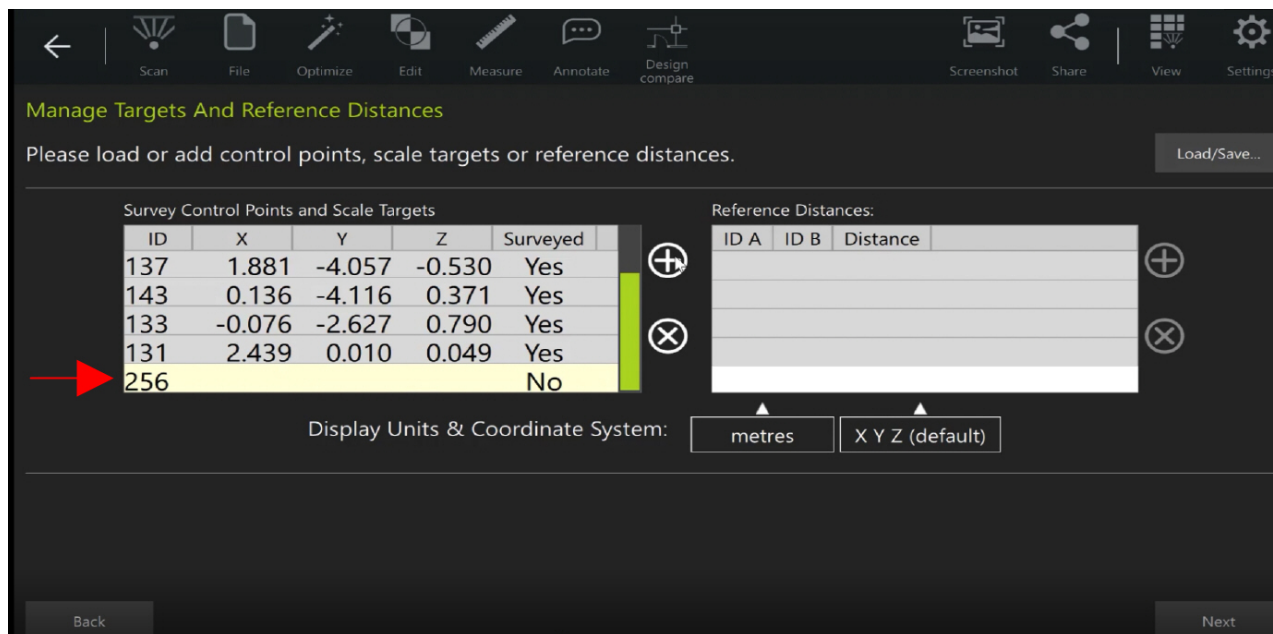 Scan File Optimize Edit Measure Annotate Design compare Screenshot Share View Settings
Manage Targets And Reference Distances
Please load or add control points, scale targets or reference distances.
Load/Save...
Survey Control Points and Scale Targets
ID X Y Z Surveyed
137 1.881 -4.057 -0.530 Yes
143 0.136 -4.116 0.371 Yes
133 -0.076 -2.627 0.790 Yes
131 2.439 0.010 0.049 Yes
256 No
Reference Distances:
ID A ID B Distance
Display Units & Coordinate System: metres X Y Z (default)
Back Next